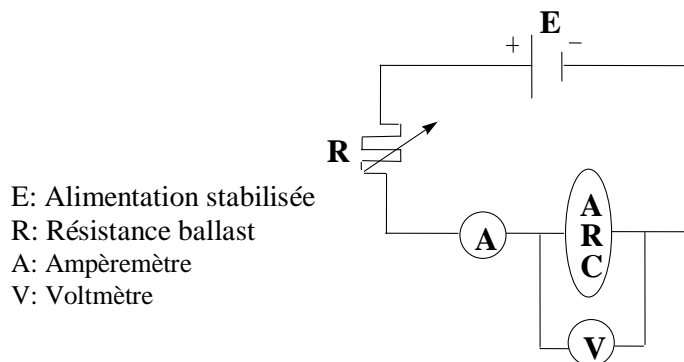 E
+ −
R
E: Alimentation stabilisée
R: Résistance ballast
A: Ampèremètre
V: Voltmètre
A
A
R
C
V